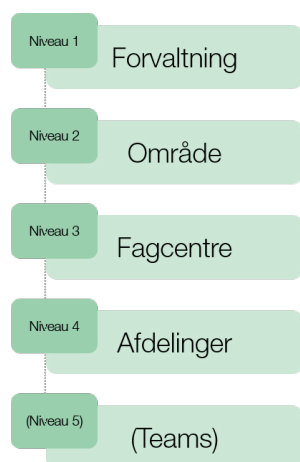 Niveau 1
Forvaltning
Niveau 2
Område
Niveau 3
Fagcentre
Niveau 4
Afdelinger
(Niveau 5)
(Teams)